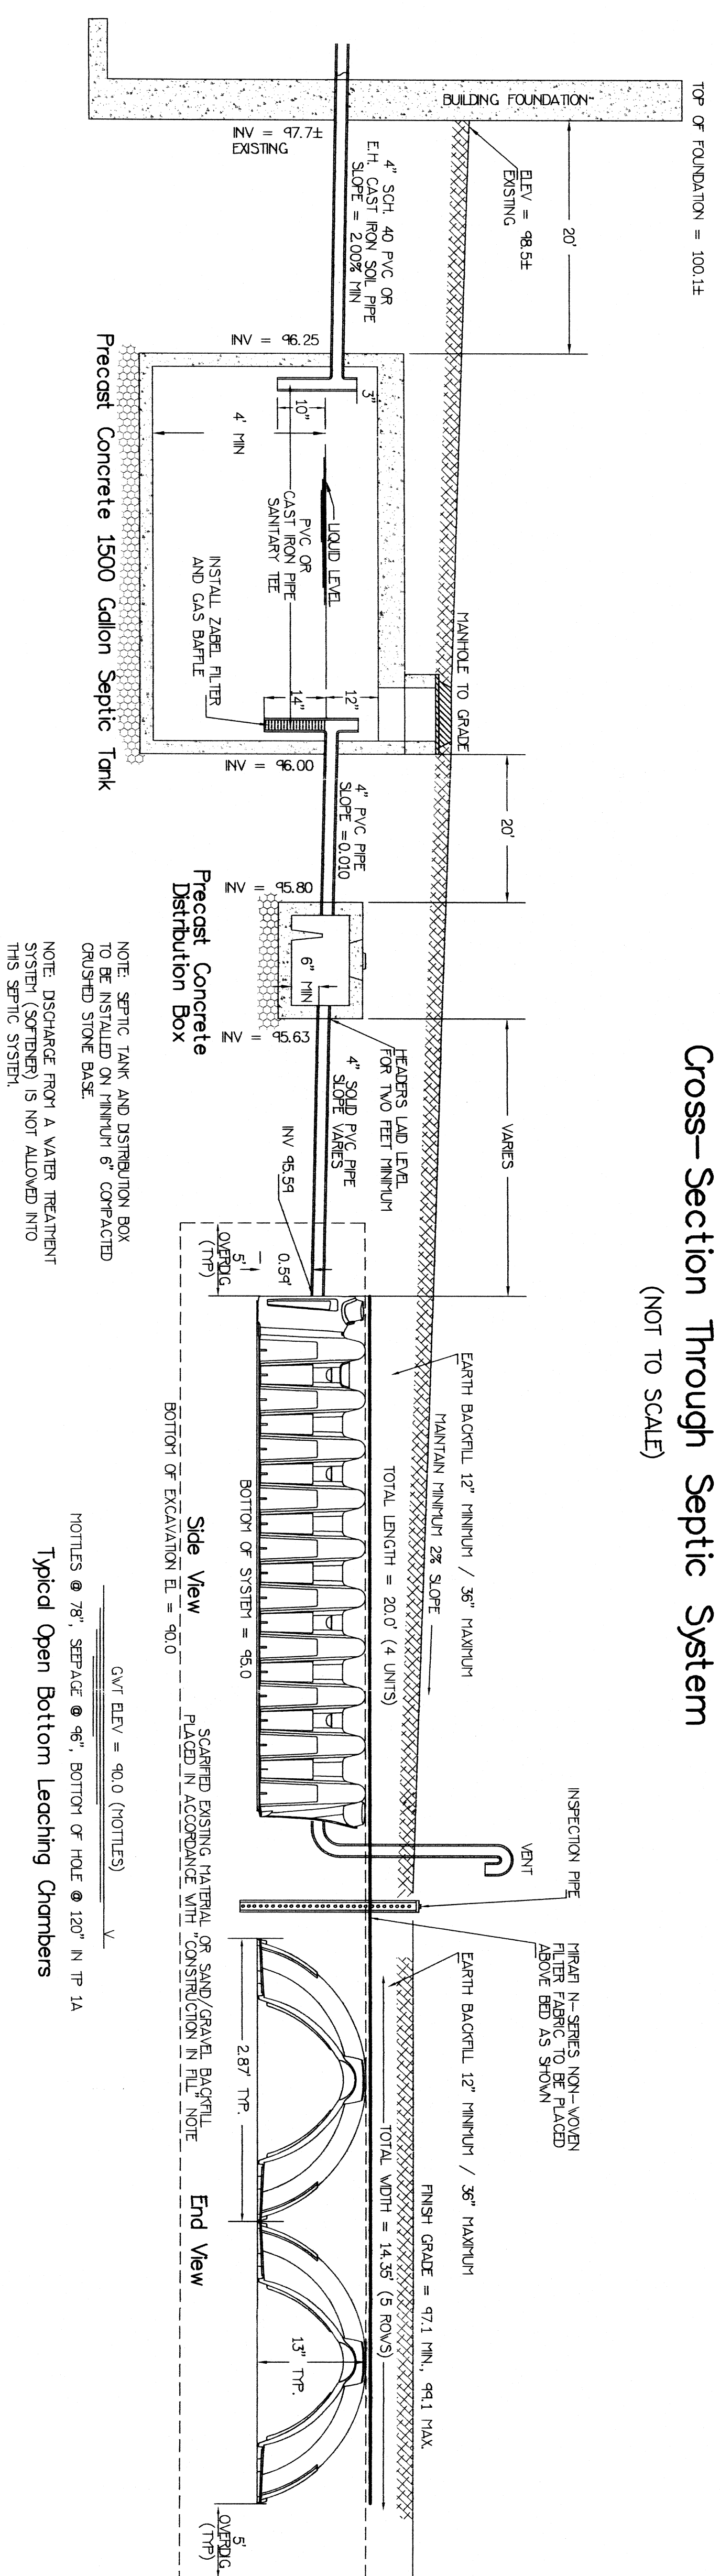 Cross-Section Through Septic System
(NOT TO SCALE)
TOP OF FOUNDATION = 100.1±
BUILDING FOUNDATION
ELEV = 98.5±
EXISTING
20'
INV = 97.7±
EXISTING
4" SCH. 40 PVC OR
E.H. CAST IRON SOIL PIPE
SLOPE = 2.00% MIN
INV = 96.25
3"
10"
4' MIN
LIQUID LEVEL
PVC OR
CAST IRON PIPE
SANITARY TEE
INSTALL ZABEL FILTER
AND GAS BAFFLE
14"
12"
MANHOLE TO GRADE
Precast Concrete 1500 Gallon Septic Tank
INV = 96.00
20'
4" PVC PIPE
SLOPE =0.010
INV = 95.80
6" MIN
Precast Concrete
Distribution Box
INV = 95.63
HEADERS LAID LEVEL
FOR TWO FEET MINIMUM
4" SOLID PVC PIPE
SLOPE VARIES
VARIES
INV 95.59
NOTE: SEPTIC TANK AND DISTRIBUTION BOX
TO BE INSTALLED ON MINIMUM 6" COMPACTED
CRUSHED STONE BASE.
NOTE: DISCHARGE FROM A WATER TREATMENT
SYSTEM (SOFTENER) IS NOT ALLOWED INTO
THIS SEPTIC SYSTEM.
0.59'
5'
OVERDIG
(TYP)
EARTH BACKFILL 12" MINIMUM / 36" MAXIMUM
MAINTAIN MINIMUM 2% SLOPE
TOTAL LENGTH = 20.0' (4 UNITS)
BOTTOM OF SYSTEM = 95.0
Side View
BOTTOM OF EXCAVATION EL = 90.0
VENT
INSPECTION PIPE
MIRAFI N-SERIES NON-WOVEN
FILTER FABRIC TO BE PLACED
ABOVE BED AS SHOWN
EARTH BACKFILL 12" MINIMUM / 36" MAXIMUM
FINISH GRADE = 97.1 MIN., 99.1 MAX.
TOTAL WIDTH = 14.35' (5 ROWS)
2.87' TYP.
13" TYP.
End View
SCARIFIED EXISTING MATERIAL OR SAND/GRAVEL BACKFILL
PLACED IN ACCORDANCE WITH "CONSTRUCTION IN FILL" NOTE
5'
OVERDIG
(TYP)
GWT ELEV = 90.0 (MOTTLES)
MOTTLES @ 78", SEEPAGE @ 96", BOTTOM OF HOLE @ 120" IN TP 1A
Typical Open Bottom Leaching Chambers